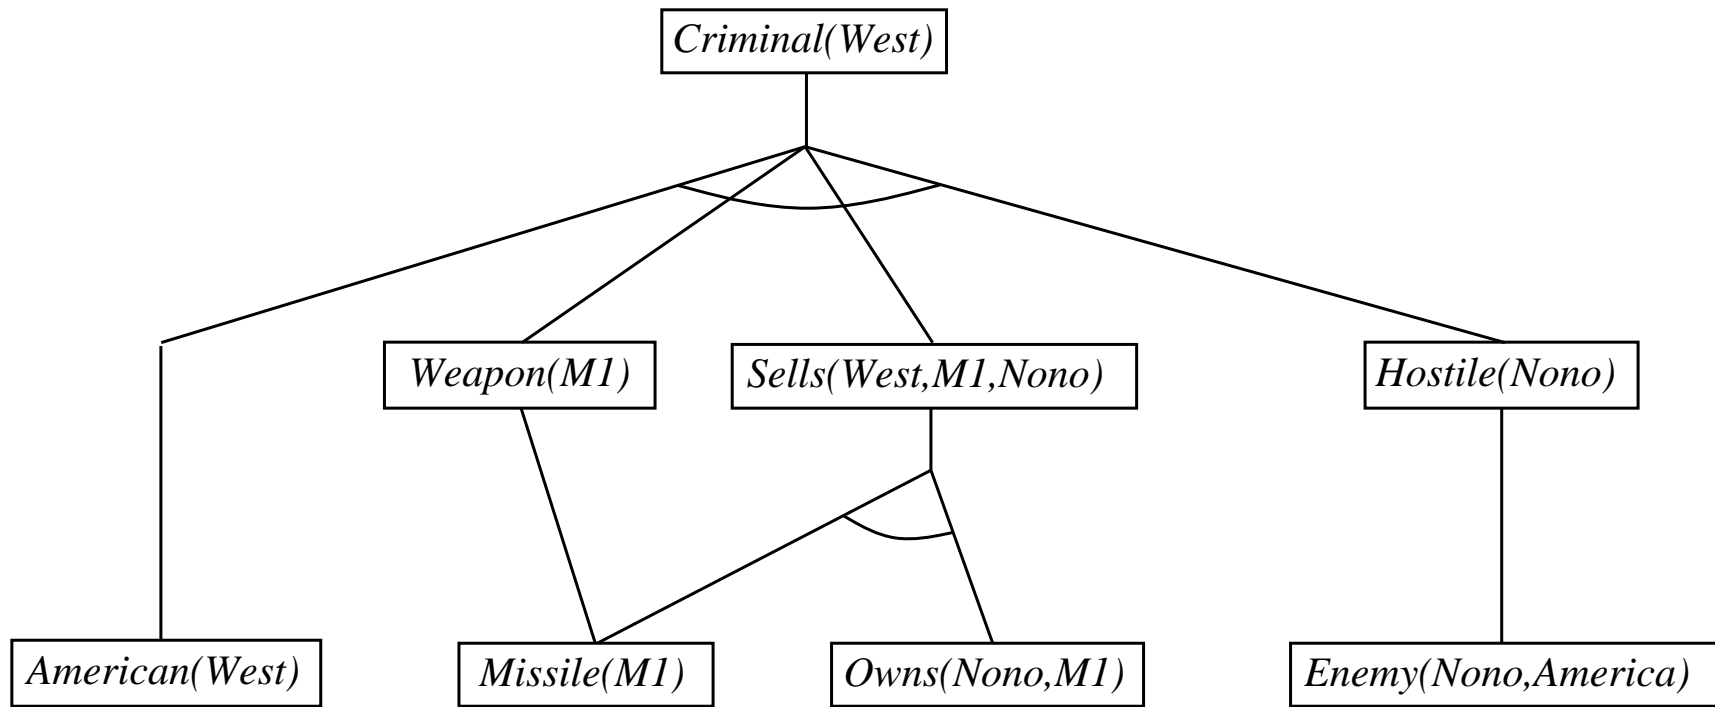 Criminal(West)
Weapon(M1)
Sells(West,M1,Nono)
Hostile(Nono)
American(West)
Missile(M1)
Owns(Nono,M1)
Enemy(Nono,America)